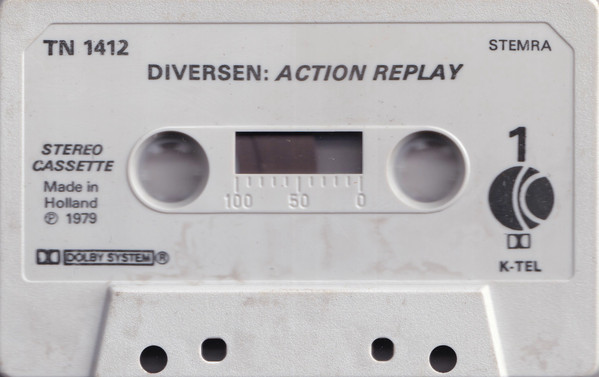 TN 1412
STEMRA
DIVERSEN: ACTION REPLAY
STEREO
CASSETTE
Made in
Holland
℗ 1979
1
100 50 0
DOLBY SYSTEM®
K-TEL